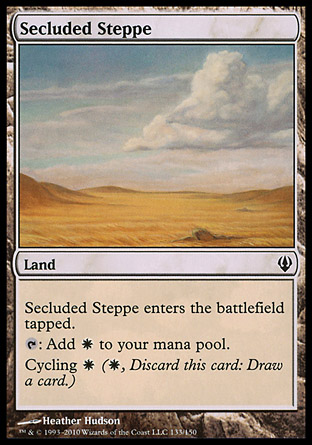 Secluded Steppe
Land
Secluded Steppe enters the battlefield
tapped.
: Add to your mana pool.
Cycling ( , Discard this card: Draw
a card.)
Heather Hudson
™ & © 1993–2010 Wizards of the Coast LLC 133/150